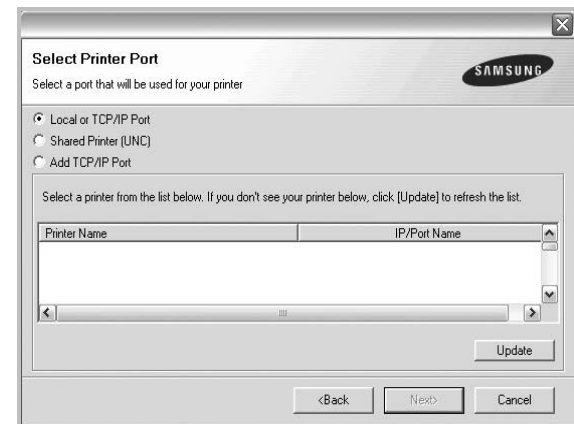 Select Printer Port
Select a port that will be used for your printer
SAMSUNG
Local or TCP/IP Port
Shared Printer (UNC)
Add TCP/IP Port
Select a printer from the list below. If you don't see your printer below, click [Update] to refresh the list.
Printer Name IP/Port Name
Update
<Back Next> Cancel